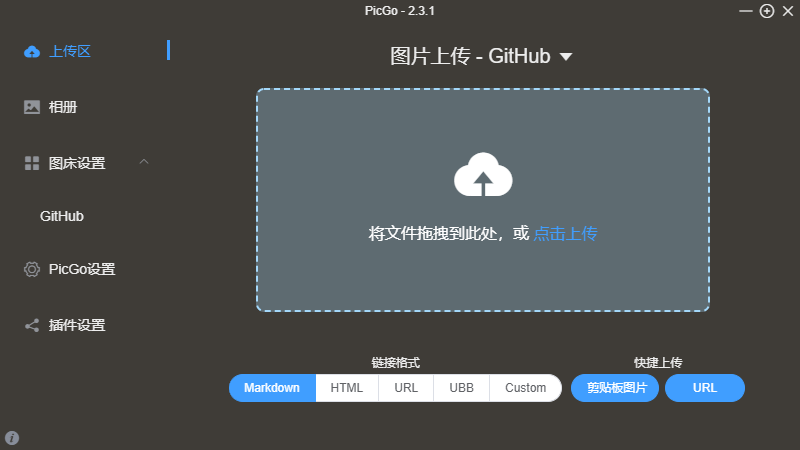 PicGo - 2.3.1
上传区
相册
图床设置
GitHub
PicGo设置
插件设置
图片上传 - GitHub
将文件拖拽到此处，或 点击上传
链接格式
Markdown HTML URL UBB Custom
快捷上传
剪贴板图片 URL